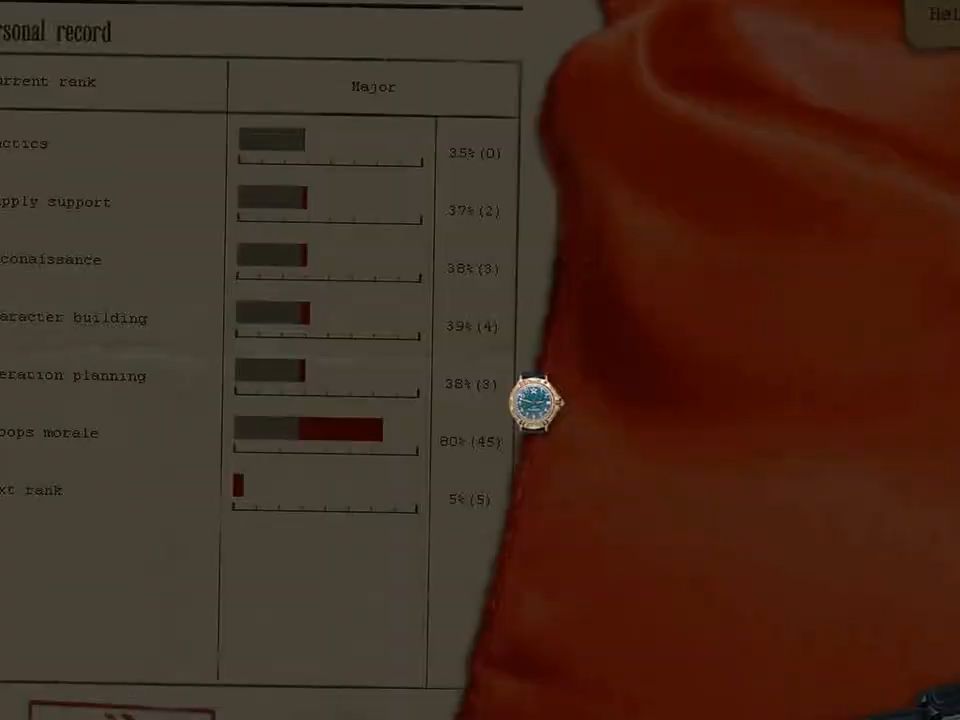 rsonal record
Hel
urrent rank
Major
actics
35% (0)
pply support
37% (2)
conaissance
38% (3)
aracter building
39% (4)
eration planning
38% (3)
oops morale
80% (45)
xt rank
5% (5)